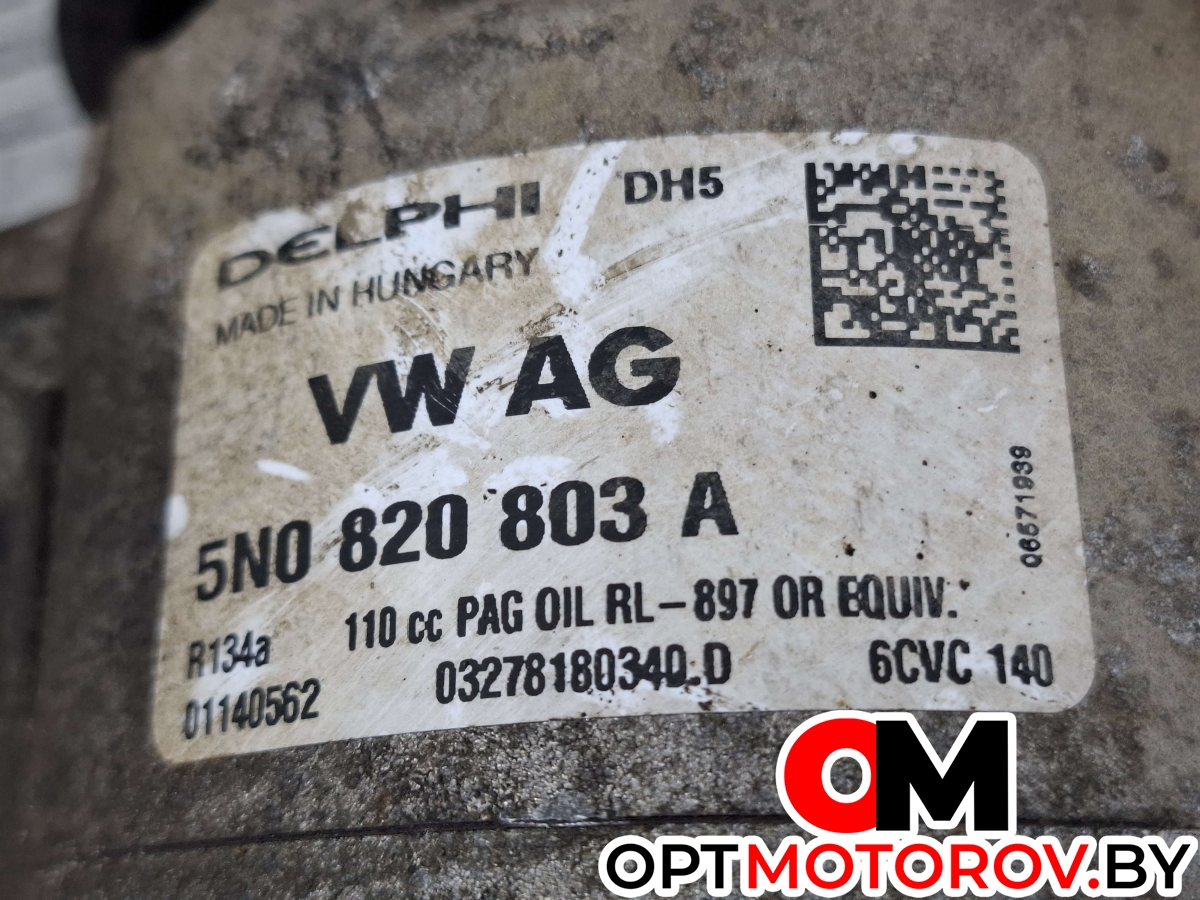 DELPHI DH5
MADE IN HUNGARY
VW AG
5N0 820 803 A
06571939
110 cc PAG OIL RL-897 OR EQUIV.
R134a
03278180340.D 6CVC 140
01140562
OM
OPTMOTOROV.BY